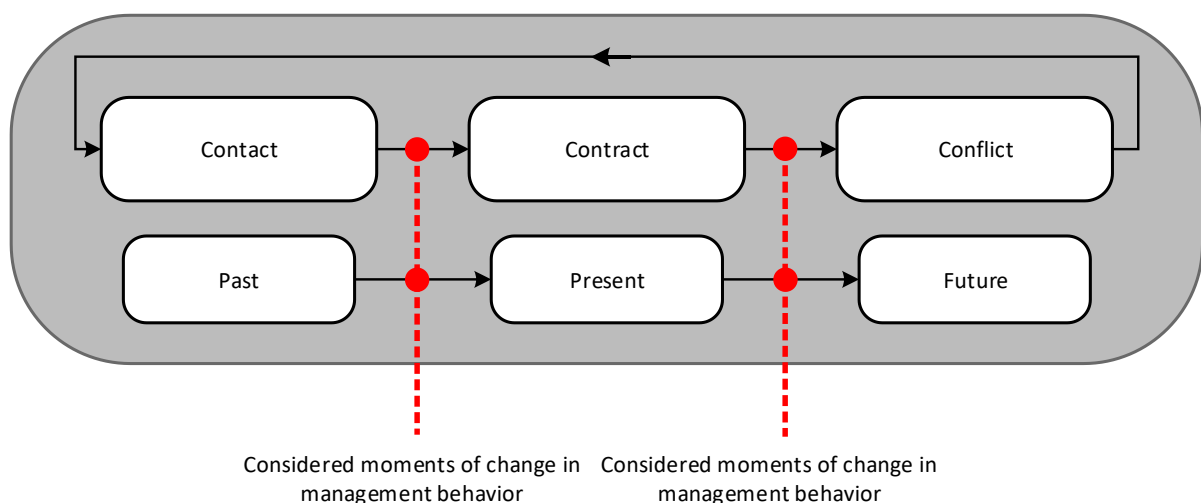 Contact
Contract
Conflict
Past
Present
Future
Considered moments of change in
management behavior
Considered moments of change in
management behavior